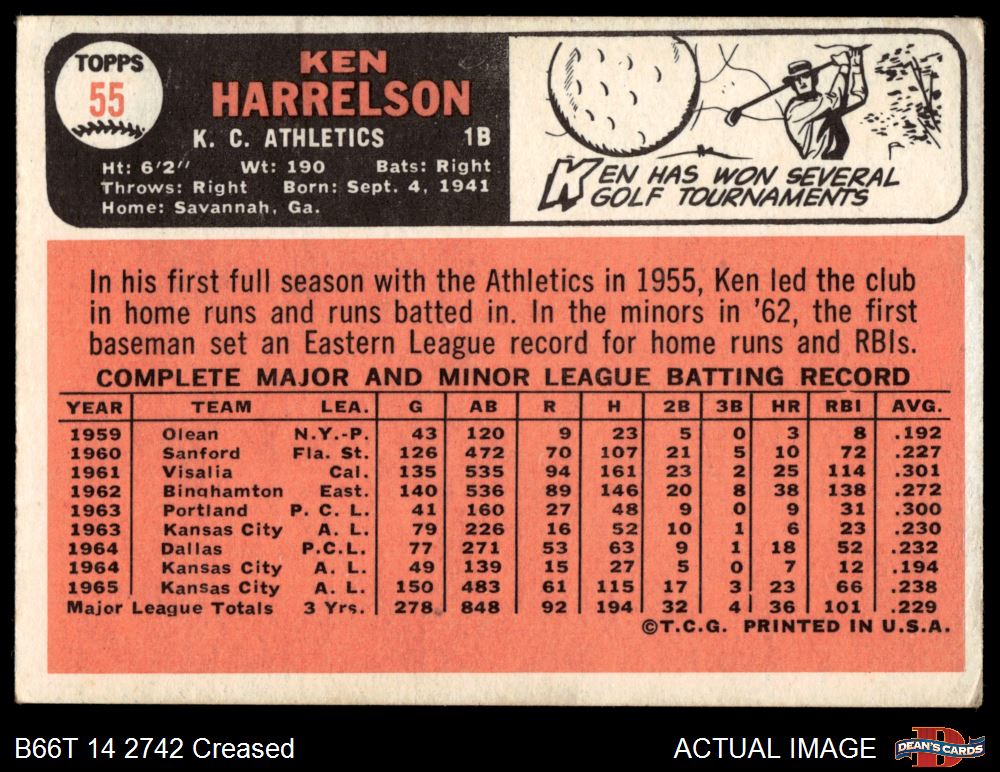 TOPPS
55
KEN
HARRELSON
K. C. ATHLETICS 1B
Ht: 6'2'' Wt: 190 Bats: Right
Throws: Right Born: Sept. 4, 1941
Home: Savannah, Ga.
KEN HAS WON SEVERAL
GOLF TOURNAMENTS
In his first full season with the Athletics in 1955, Ken led the club
in home runs and runs batted in. In the minors in '62, the first
baseman set an Eastern League record for home runs and RBIs.
COMPLETE MAJOR AND MINOR LEAGUE BATTING RECORD
YEAR TEAM LEA. G AB R H 2B 3B HR RBI AVG.
1959 Olean N.Y.-P. 43 120 9 23 5 0 3 8 .192
1960 Sanford Fla. St. 126 472 70 107 21 5 10 72 .227
1961 Visalia Cal. 135 535 94 161 23 2 25 114 .301
1962 Binghamton East. 140 536 89 146 20 8 38 138 .272
1963 Portland P. C. L. 41 160 27 48 9 0 9 31 .300
1963 Kansas City A. L. 79 226 16 52 10 1 6 23 .230
1964 Dallas P.C.L. 77 271 53 63 9 1 18 52 .232
1964 Kansas City A. L. 49 139 15 27 5 0 7 12 .194
1965 Kansas City A. L. 150 483 61 115 17 3 23 66 .238
Major League Totals 3 Yrs. 278 848 92 194 32 4 36 101 .229
©T.C.G. PRINTED IN U.S.A.
B66T 14 2742 Creased
ACTUAL IMAGE
DEAN'S CARDS